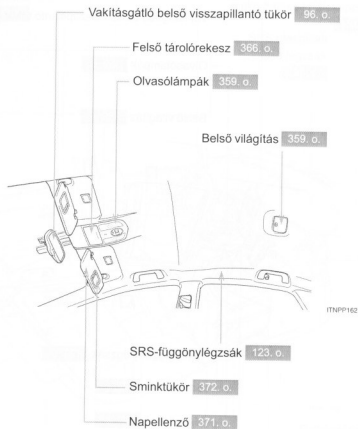 Vakításgátló belső visszapillantó tükör 96. o.
Felső tárolórekesz 366. o.
Olvasólámpák 359. o.
Belső világítás 359. o.
ITNPP162
SRS-függönylégzsák 123. o.
Sminktükör 372. o.
Napellenző 371. o.